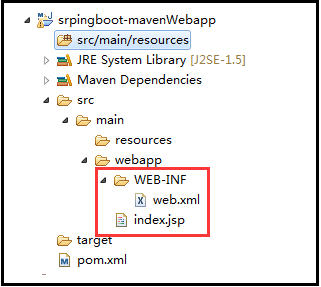 srpingboot-mavenWebapp
src/main/resources
JRE System Library [J2SE-1.5]
Maven Dependencies
src
main
resources
webapp
WEB-INF
web.xml
index.jsp
target
pom.xml